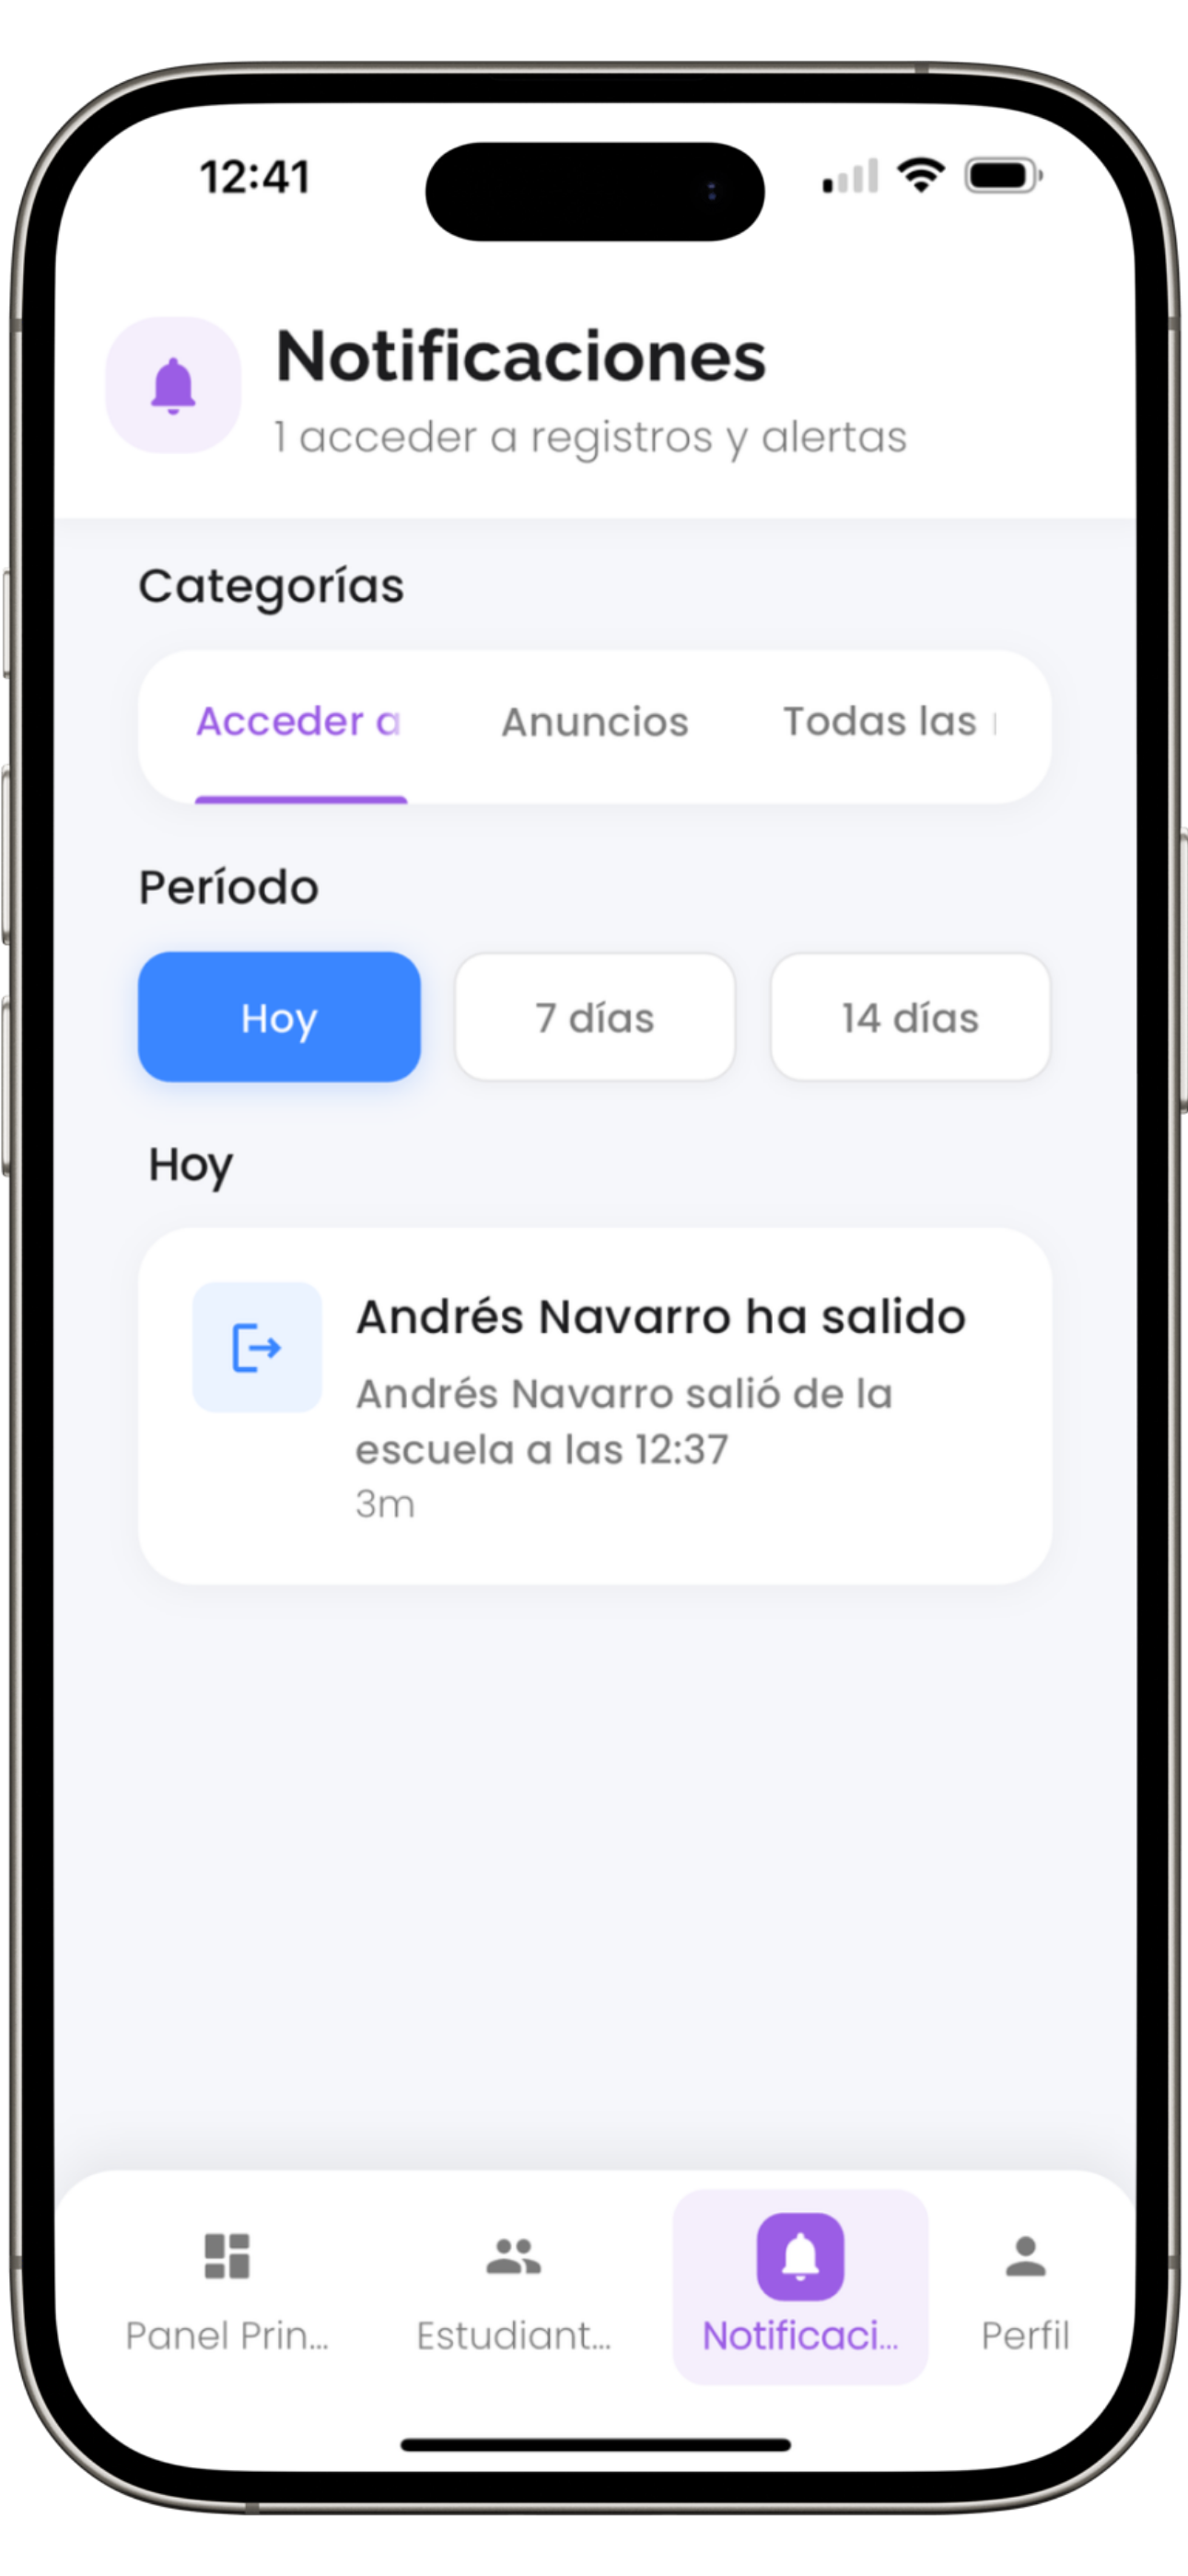 12:41
Notificaciones
1 acceder a registros y alertas
Categorías
Acceder a
Anuncios
Todas las
Período
Hoy
7 días
14 días
Hoy
Andrés Navarro ha salido
Andrés Navarro salió de la
escuela a las 12:37
3m
Panel Prin...
Estudiant...
Notificaci...
Perfil